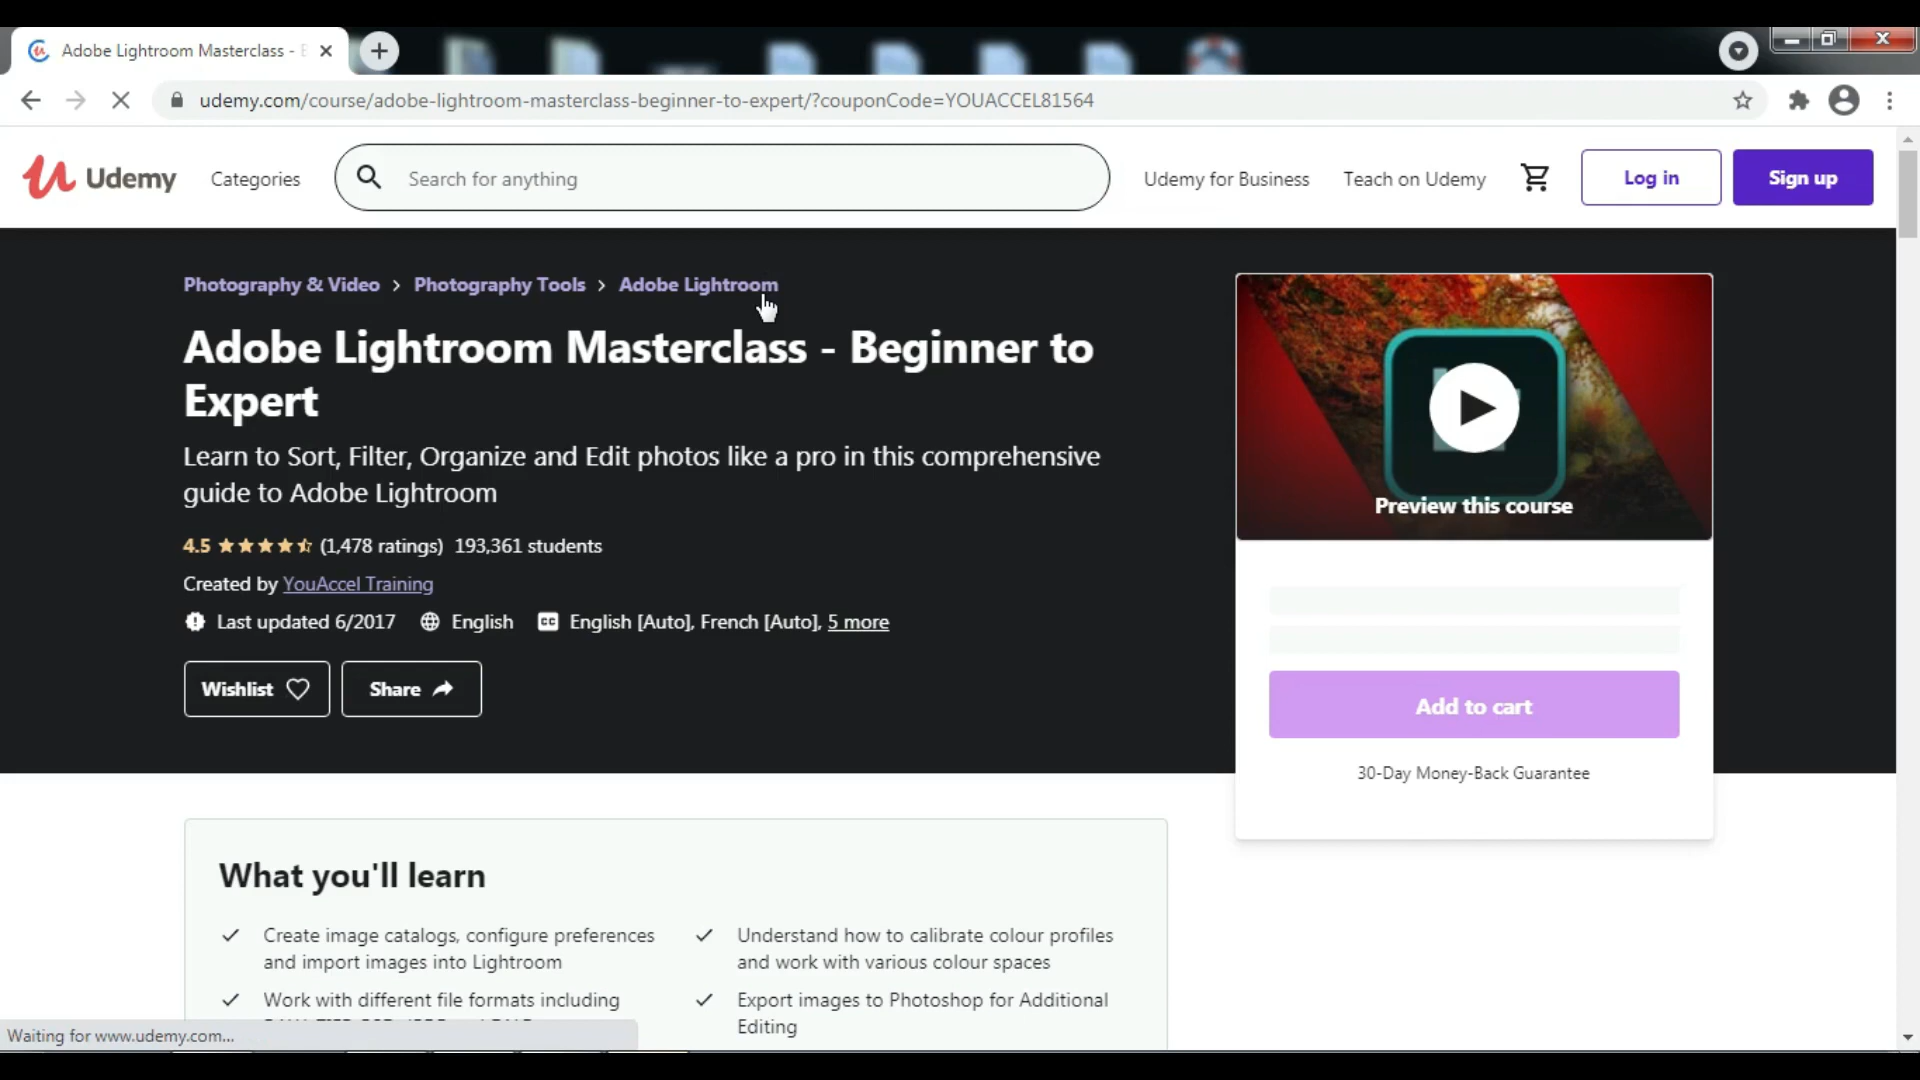 Adobe Lightroom Masterclass - B
udemy.com/course/adobe-lightroom-masterclass-beginner-to-expert/?couponCode=YOUACCEL81564
Udemy
Categories
Search for anything
Udemy for Business
Teach on Udemy
Log in
Sign up
Photography & Video > Photography Tools > Adobe Lightroom
Adobe Lightroom Masterclass - Beginner to
Expert
Learn to Sort, Filter, Organize and Edit photos like a pro in this comprehensive
guide to Adobe Lightroom
4.5 (1,478 ratings) 193,361 students
Created by YouAccel Training
Last updated 6/2017 English CC English [Auto], French [Auto], 5 more
Wishlist
Share
Preview this course
Add to cart
30-Day Money-Back Guarantee
What you'll learn
Create image catalogs, configure preferences
and import images into Lightroom
Work with different file formats including
Understand how to calibrate colour profiles
and work with various colour spaces
Export images to Photoshop for Additional
Editing
Waiting for www.udemy.com...